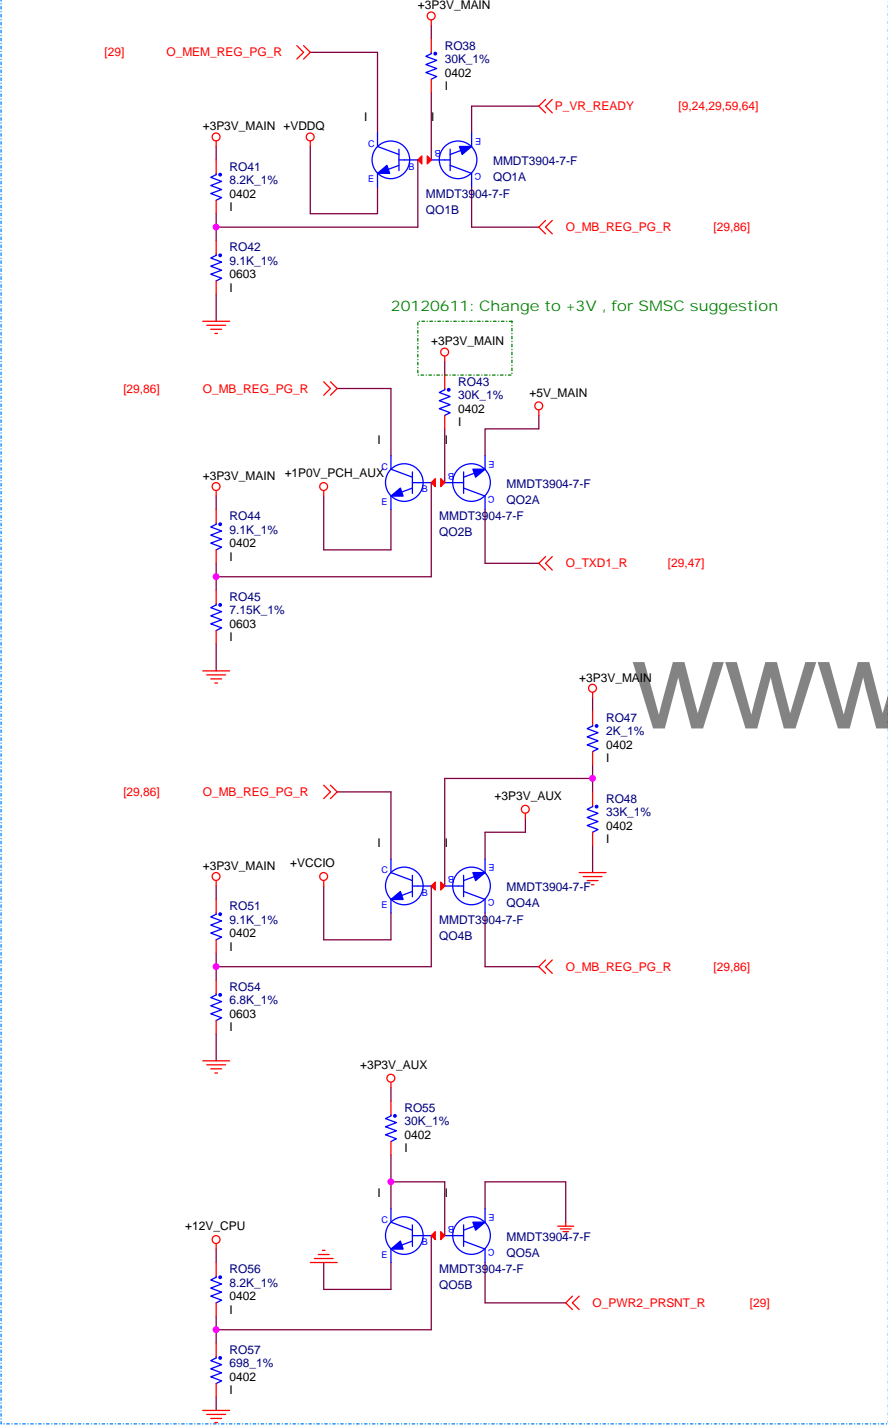 +3P3V_MAIN
[29] O_MEM_REG_PG_R
RO38
30K_1%
0402
I
P_VR_READY [9,24,29,59,64]
I I
+3P3V_MAIN +VDDQ
C E
B B
RO41
8.2K_1%
0402
I
MMDT3904-7-F
QO1A
E C
MMDT3904-7-F
QO1B
O_MB_REG_PG_R [29,86]
RO42
9.1K_1%
0603
I
20120611: Change to +3V , for SMSC suggestion
+3P3V_MAIN
[29,86] O_MB_REG_PG_R
RO43
30K_1%
0402
I
+5V_MAIN
I I
+3P3V_MAIN +1P0V_PCH_AUX
C E
B B
MMDT3904-7-F
QO2A
E C
MMDT3904-7-F
QO2B
RO44
9.1K_1%
0402
I
O_TXD1_R [29,47]
RO45
7.15K_1%
0603
I
WWW
+3P3V_MAIN
RO47
2K_1%
0402
I
[29,86] O_MB_REG_PG_R
+3P3V_AUX
RO48
33K_1%
0402
I
I I
+3P3V_MAIN +VCCIO
C E
B B
MMDT3904-7-F
QO4A
E C
MMDT3904-7-F
QO4B
RO51
9.1K_1%
0402
I
O_MB_REG_PG_R [29,86]
RO54
6.8K_1%
0603
I
+3P3V_AUX
RO55
30K_1%
0402
I
I I
+12V_CPU
C E
B B
MMDT3904-7-F
QO5A
E C
MMDT3904-7-F
QO5B
RO56
8.2K_1%
0402
I
O_PWR2_PRSNT_R [29]
RO57
698_1%
0402
I